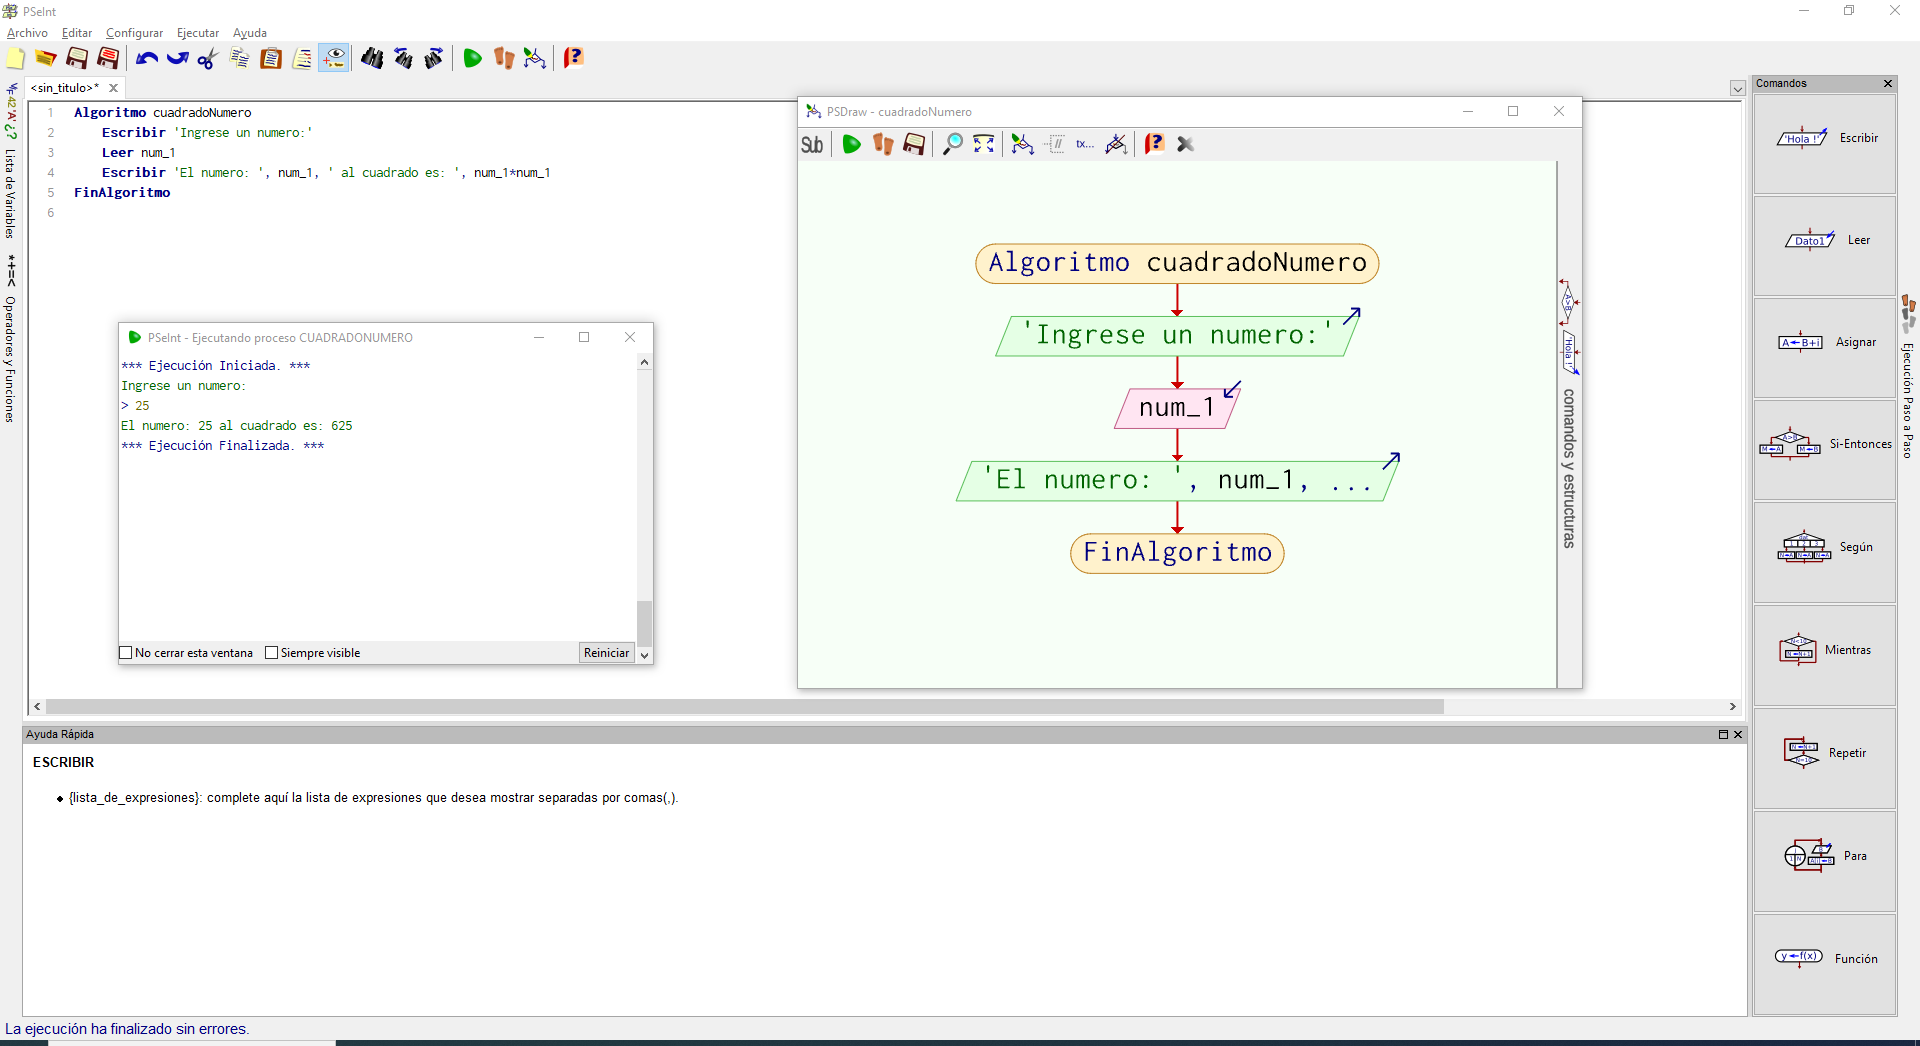 PSeInt
Archivo Editar Configurar Ejecutar Ayuda
<sin_titulo>* X
Lista de Variables
*+=< Operadores y Funciones
1 Algoritmo cuadradoNumero
2 Escribir 'Ingrese un numero:'
3 Leer num_1
4 Escribir 'El numero: ', num_1, ' al cuadrado es: ', num_1*num_1
5 FinAlgoritmo
6
PSeInt - Ejecutando proceso CUADRADONUMERO
*** Ejecución Iniciada. ***
Ingrese un numero:
> 25
El numero: 25 al cuadrado es: 625
*** Ejecución Finalizada. ***
No cerrar esta ventana Siempre visible Reiniciar
PSDraw - cuadradoNumero
Sub tx...
Algoritmo cuadradoNumero
'Ingrese un numero:'
num_1
'El numero: ', num_1, ...
FinAlgoritmo
comandos y estructuras
Comandos
'Hola !' Escribir
Dato1 Leer
A←B+i Asignar
Si-Entonces
Según
Mientras
Repetir
Para
y←f(x) Función
Ejecución Paso a Paso
Ayuda Rápida
ESCRIBIR
{lista_de_expresiones}: complete aquí la lista de expresiones que desea mostrar separadas por comas(,).
La ejecución ha finalizado sin errores.